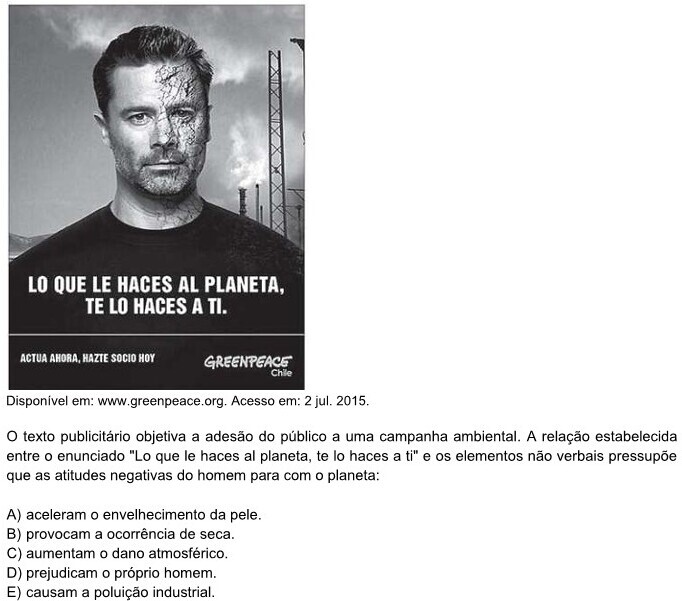 LO QUE LE HACES AL PLANETA,
TE LO HACES A TI.
ACTUA AHORA, HAZTE SOCIO HOY
GREENPEACE
Chile
Disponível em: www.greenpeace.org. Acesso em: 2 jul. 2015.
O texto publicitário objetiva a adesão do público a uma campanha ambiental. A relação estabelecida
entre o enunciado "Lo que le haces al planeta, te lo haces a ti" e os elementos não verbais pressupõe
que as atitudes negativas do homem para com o planeta:
A) aceleram o envelhecimento da pele.
B) provocam a ocorrência de seca.
C) aumentam o dano atmosférico.
D) prejudicam o próprio homem.
E) causam a poluição industrial.